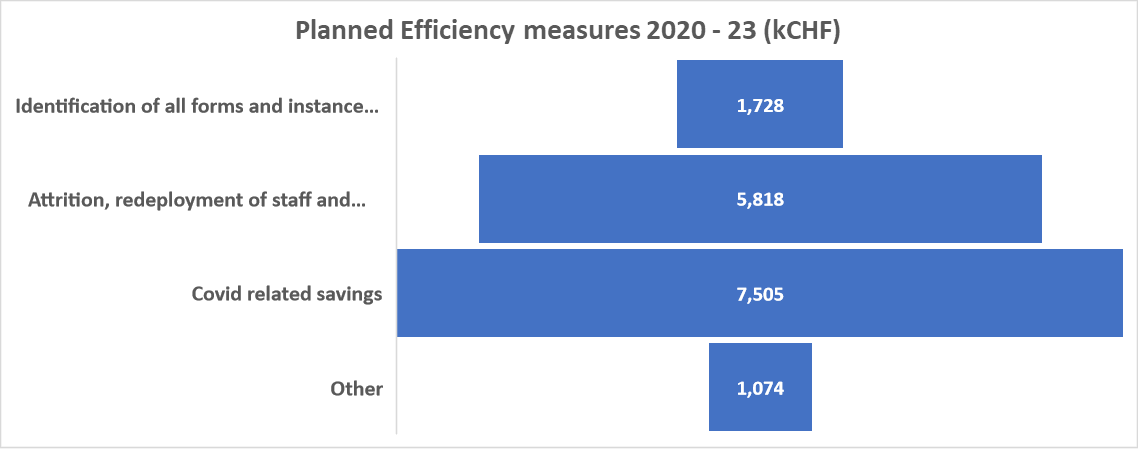 Planned Efficiency measures 2020 - 23 (kCHF)
Identification of all forms and instance...
1,728
Attrition, redeployment of staff and...
5,818
Covid related savings
7,505
Other
1,074